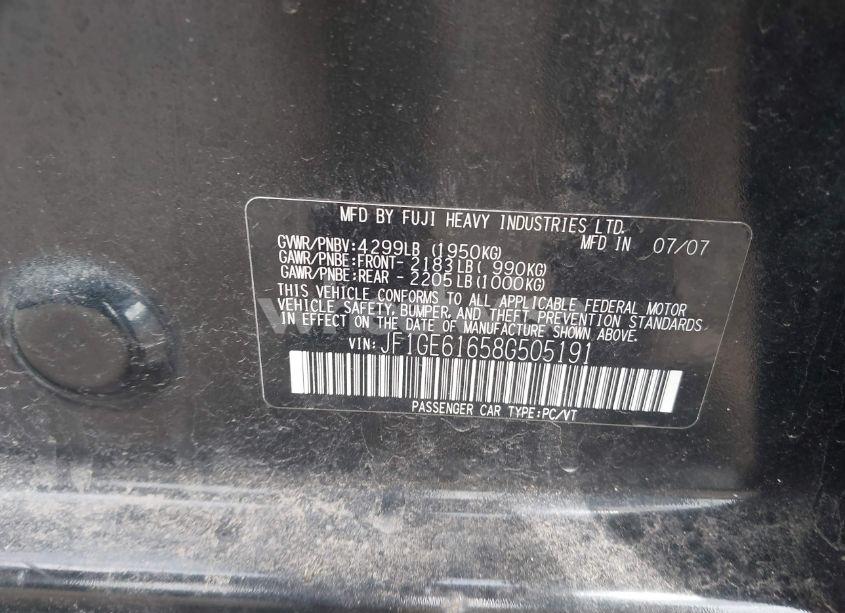 MFD BY FUJI HEAVY INDUSTRIES LTD.
GVWR/PNBV:4299LB (1950KG) MFD IN 07/07
GAWR/PNBE:FRONT- 2183LB( 990KG)
GAWR/PNBE:REAR - 2205LB(1000KG)
THIS VEHICLE CONFORMS TO ALL APPLICABLE FEDERAL MOTOR
VEHICLE SAFETY, BUMPER, AND THEFT PREVENTION STANDARDS
IN EFFECT ON THE DATE OF MANUFACTURE SHOWN ABOVE.
VIN: JF1GE61658G505191
PASSENGER CAR TYPE:PC/VT